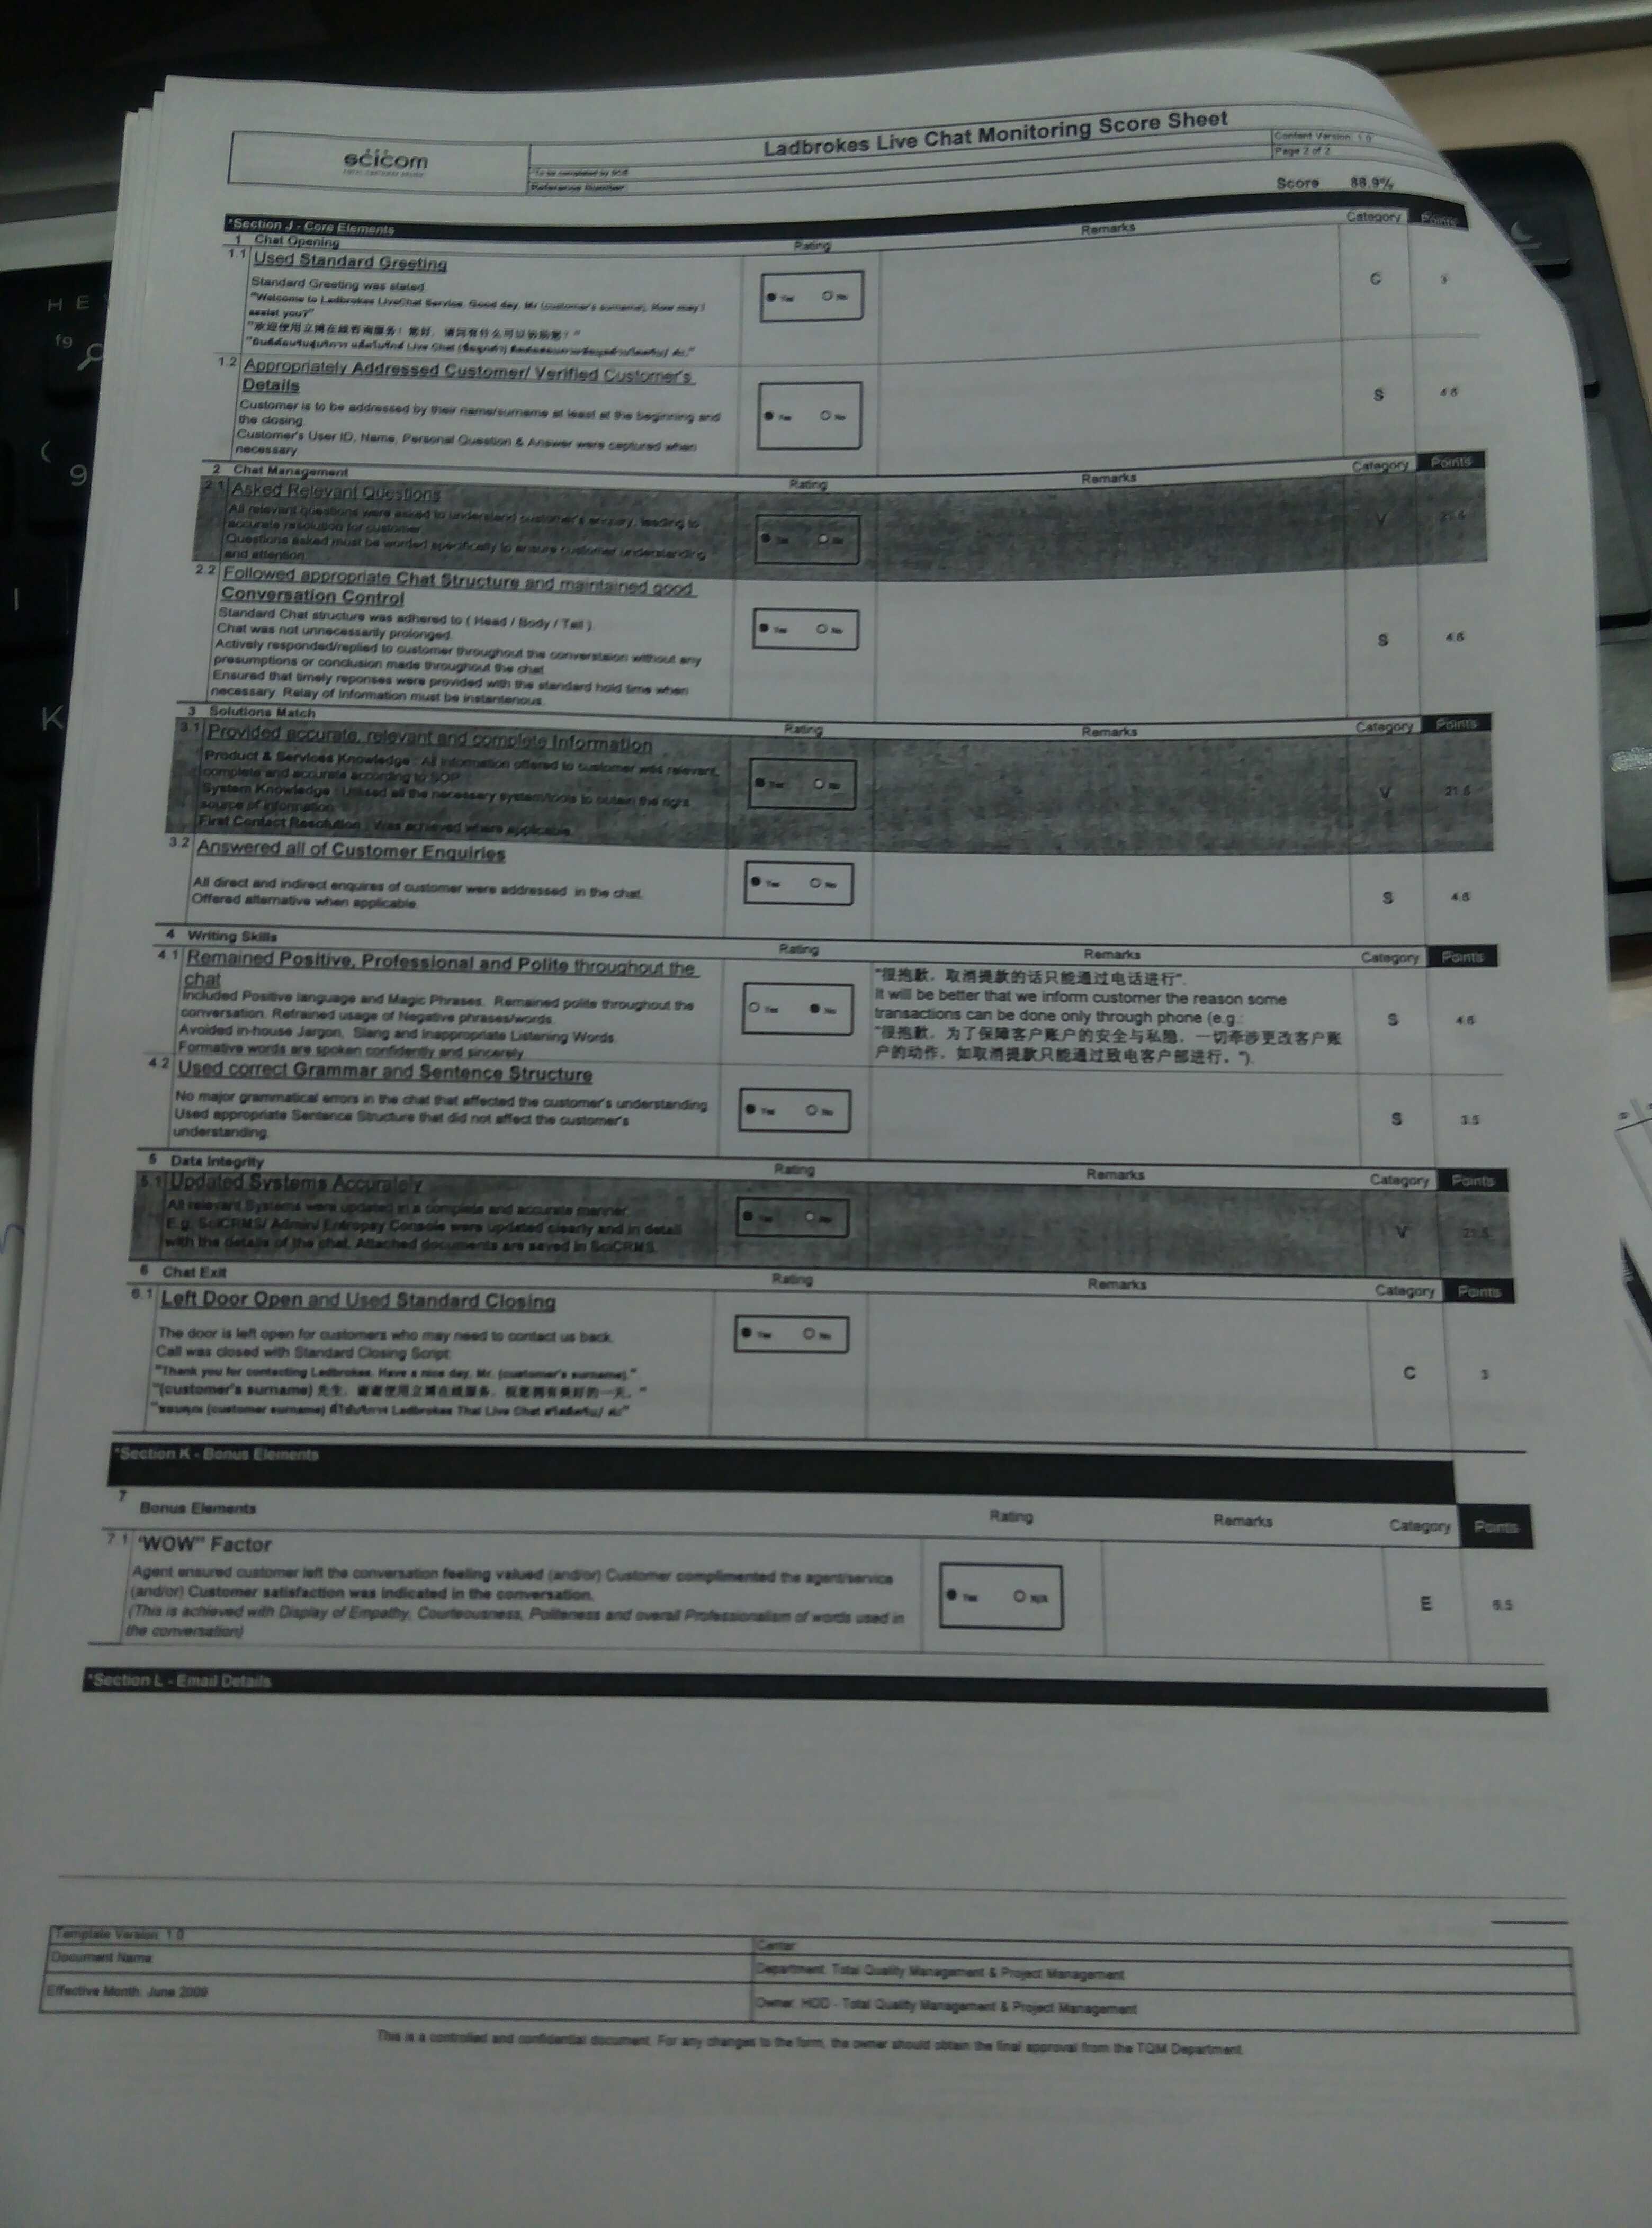 scicom
Ladbrokes Live Chat Monitoring Score Sheet
Content Version: 1.0
Page 2 of 2
Score 88.9%
*Section J - Core Elements
1 Chat Opening Rating Remarks Category Points
1.1 Used Standard Greeting
Standard Greeting was stated
"Welcome to Ladbrokes LiveChat Service. Good day, Mr (customer's surname). How may I
assist you?"
Yes No C 3
"欢迎使用立博在线咨询服务！您好，请问有什么可以协助您！"
1.2 Appropriately Addressed Customer/ Verified Customer's
Details
Customer is to be addressed by their name/surname at least at the beginning and
the closing.
Customer's User ID, Name, Personal Question & Answer were captured when
necessary
Yes No S
2 Chat Management Rating Remarks Category Points
2.1 Asked Relevant Questions
All relevant questions were asked to understand customer's enquiry, leading to
accurate resolution for customer.
Questions asked must be worded specifically to ensure customer understanding
and attention.
Yes No V 21.5
2.2 Followed appropriate Chat Structure and maintained good
Conversation Control
Standard Chat structure was adhered to ( Head / Body / Tail ).
Chat was not unnecessarily prolonged.
Actively responded/replied to customer throughout the converstaion without any
presumptions or conclusion made throughout the chat.
Ensured that timely reponses were provided with the standard hold time when
necessary. Relay of Information must be instantenous.
Yes No S
3 Solutions Match Rating Remarks Category Points
3.1 Provided accurate, relevant and complete Information
Product & Services Knowledge : All information offered to customer was relevant,
complete and accurate according to SOP.
System Knowledge : Utilised all the necessary system/tools to obtain the right
source of information.
First Contact Resolution : Was achieved where applicable.
Yes No V 21.5
3.2 Answered all of Customer Enquiries
All direct and indirect enquires of customer were addressed in the chat.
Offered alternative when applicable.
Yes No S
4 Writing Skills Rating Remarks Category Points
4.1 Remained Positive, Professional and Polite throughout the
chat
Included Positive language and Magic Phrases. Remained polite throughout the
conversation. Refrained usage of Negative phrases/words.
Avoided in-house Jargon, Slang and Inappropriate Listening Words.
Formative words are spoken confidently and sincerely.
Yes No
"很抱歉，取消提款的话只能通过电话进行".
It will be better that we inform customer the reason some
transactions can be done only through phone (e.g.:
"很抱歉，为了保障客户账户的安全与私隐，一切牵涉更改客户账
户的动作，如取消提款只能通过致电客户部进行。").
S
4.2 Used correct Grammar and Sentence Structure
No major grammatical errors in the chat that affected the customer's understanding
Used appropriate Sentence Structure that did not affect the customer's
understanding.
Yes No S 3.5
5 Data Integrity Rating Remarks Category Points
5.1 Updated Systems Accurately
All relevant Systems were updated in a complete and accurate manner.
E.g. SciCRMS/ Admin/ Entropay Console were updated clearly and in detail
with the details of the chat. Attached documents are saved in SciCRMS.
Yes No V 21.5
6 Chat Exit Rating Remarks Category Points
6.1 Left Door Open and Used Standard Closing
The door is left open for customers who may need to contact us back.
Call was closed with Standard Closing Script.
"Thank you for contacting Ladbrokes. Have a nice day, Mr. (customer's surname)."
"(customer's surname) 先生，谢谢使用立博在线服务，祝您拥有美好的一天。"
Yes No C 3
*Section K - Bonus Elements
7 Bonus Elements Rating Remarks Category Points
7.1 'WOW" Factor
Agent ensured customer left the conversation feeling valued (and/or) Customer complimented the agent/service
(and/or) Customer satisfaction was indicated in the conversation.
(This is achieved with Display of Empathy, Courteousness, Politeness and overall Professionalism of words used in
the conversation)
Yes N/A E
*Section L - Email Details
Template Version: 1.0
Center:
Document Name:
Department: Total Quality Management & Project Management
Effective Month: June 2009
Owner: HOD - Total Quality Management & Project Management
This is a controlled and confidential document. For any changes to the form, the owner should obtain the final approval from the TQM Department.